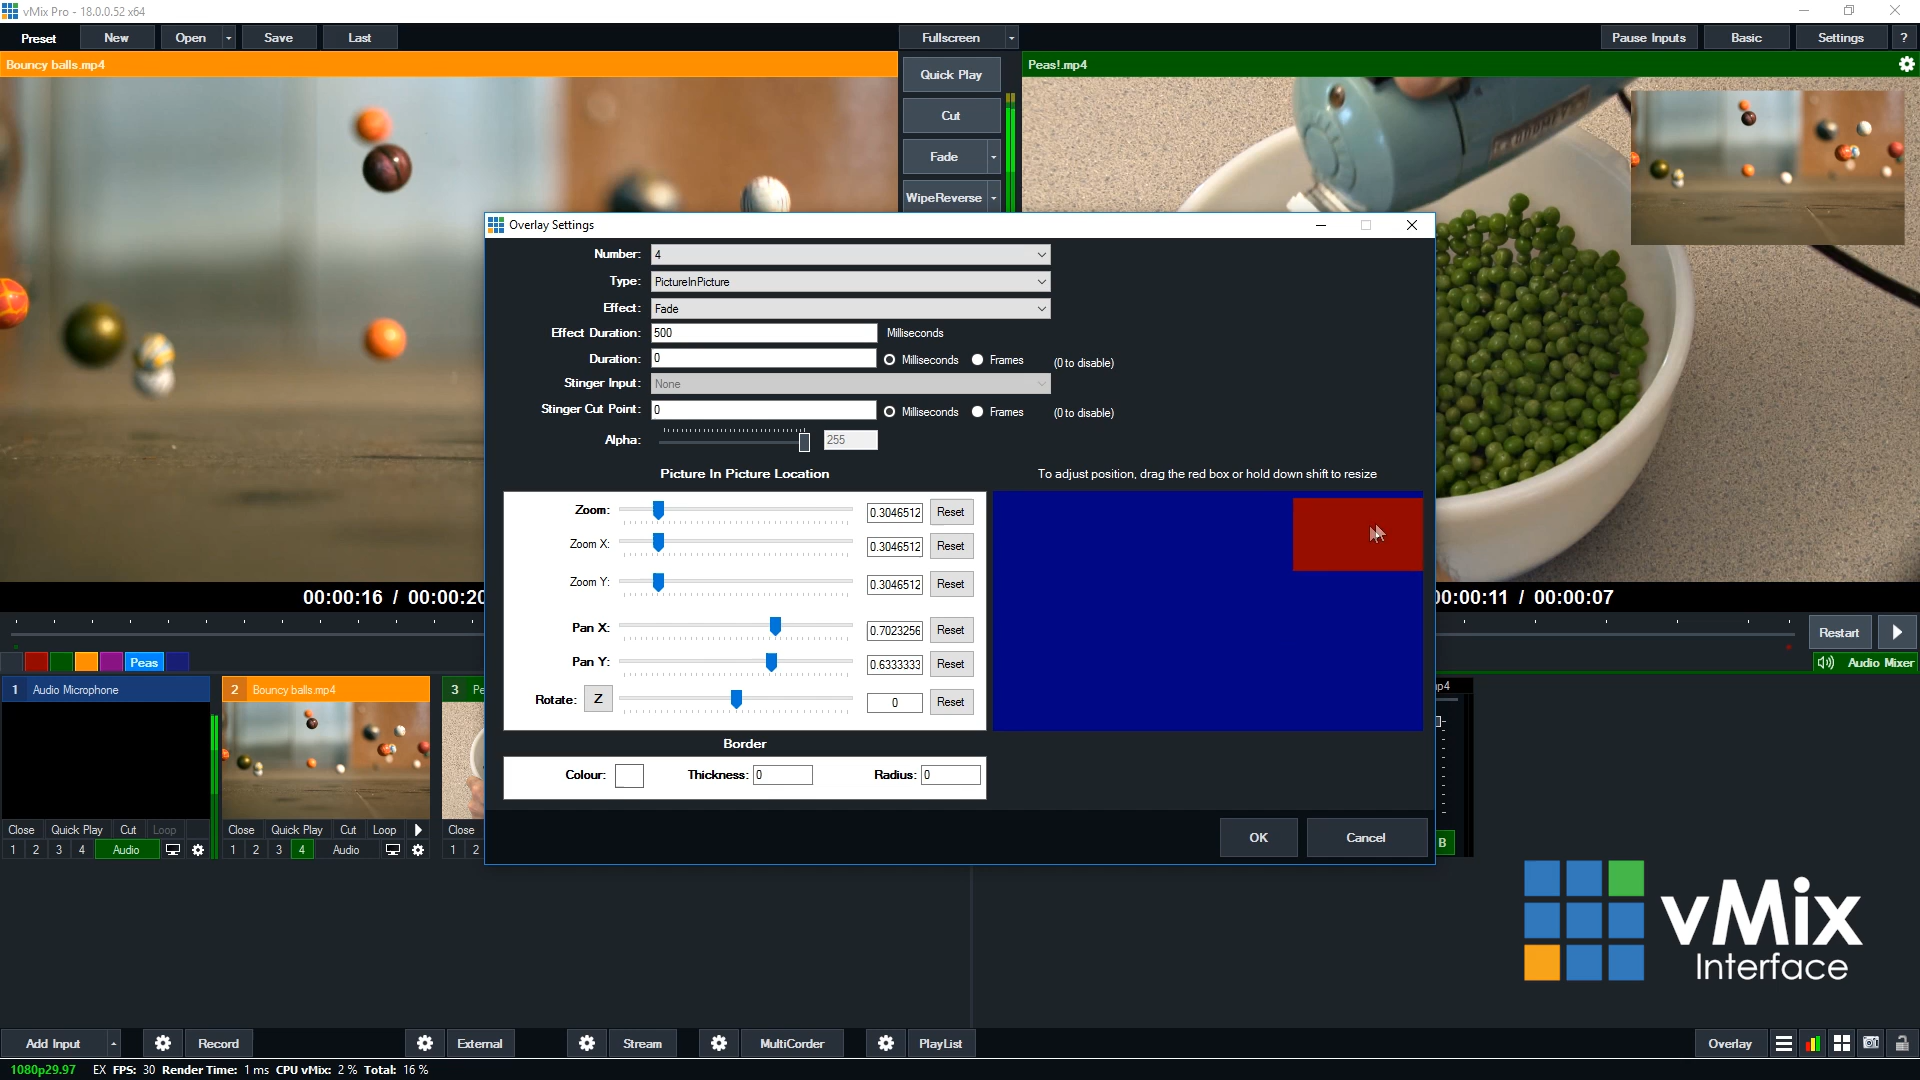 vMix Pro - 18.0.0.52 x64
Preset New Open Save Last Fullscreen Pause Inputs Basic Settings ?
Bouncy balls.mp4
Quick Play
Cut
Fade
WipeReverse
Peas!.mp4
Overlay Settings
Number: 4
Type: PictureInPicture
Effect: Fade
Effect Duration: 500 Milliseconds
Duration: 0 Milliseconds Frames (0 to disable)
Stinger Input: None
Stinger Cut Point: 0 Milliseconds Frames (0 to disable)
Alpha: 255
Picture In Picture Location
To adjust position, drag the red box or hold down shift to resize
Zoom: 0.3046512 Reset
Zoom X: 0.3046512 Reset
Zoom Y: 0.3046512 Reset
Pan X: 0.7023256 Reset
Pan Y: 0.6333333 Reset
Rotate: Z 0 Reset
Border
Colour: Thickness: 0 Radius: 0
OK Cancel
00:00:16 / 00:00:20
00:00:11 / 00:00:07
Restart
Audio Mixer
Peas
1 Audio Microphone
2 Bouncy balls.mp4
3 Pe
p4
Close Quick Play Cut Loop
1 2 3 4 Audio
Close Quick Play Cut Loop
1 2 3 4 Audio
Close
1 2
B
vMix
Interface
Add Input Record External Stream MultiCorder PlayList Overlay
1080p29.97 EX FPS: 30 Render Time: 1 ms CPU vMix: 2 % Total: 16 %